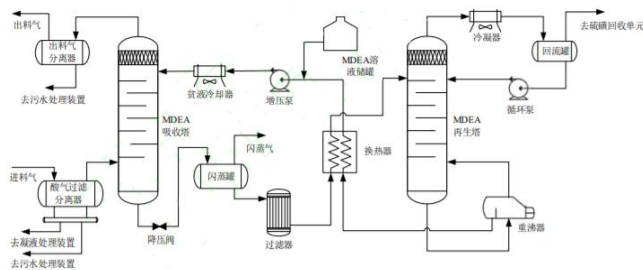 出料气
出料气
分离器
去污水处理装置
进料气
酸气过滤
分离器
去凝液处理装置
去污水处理装置
MDEA
吸收塔
降压阀
贫液冷却器
闪蒸罐
闪蒸气
过滤器
增压泵
MDEA溶
液储罐
换热器
MDEA
再生塔
冷凝器
回流罐
去硫磺回收单元
循环泵
重沸器